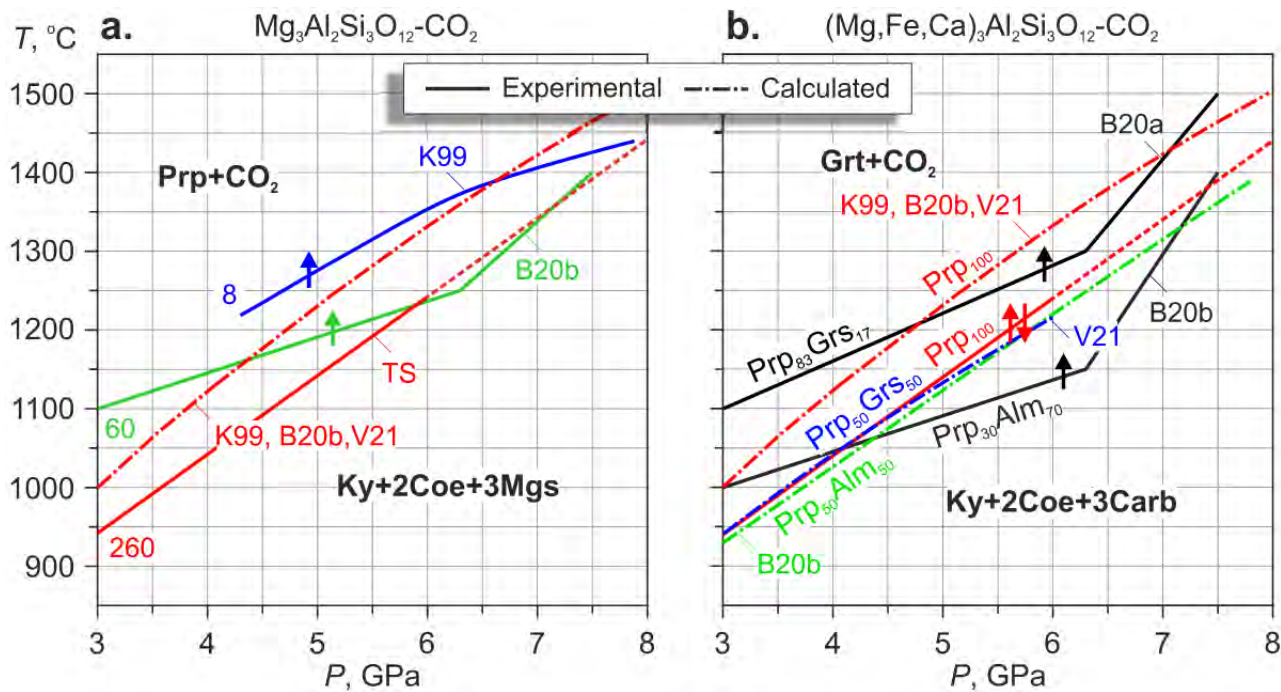 a.
Mg₃Al₂Si₃O₁₂-CO₂
b.
(Mg,Fe,Ca)₃Al₂Si₃O₁₂-CO₂
T, °C
Experimental
Calculated
1500
1400
1300
1200
1100
1000
900
Prp+CO₂
K99
8
B20b
TS
60
K99, B20b,V21
Ky+2Coe+3Mgs
260
3
4
5
6
7
8
P, GPa
Grt+CO₂
B20a
K99, B20b,V21
Prp₁₀₀
Prp₈₃Grs₁₇
Prp₁₀₀
V21
B20b
Prp₅₀Grs₅₀
Prp₃₀Alm₇₀
Prp₅₀Alm₅₀
Ky+2Coe+3Carb
B20b
3
4
5
6
7
8
P, GPa